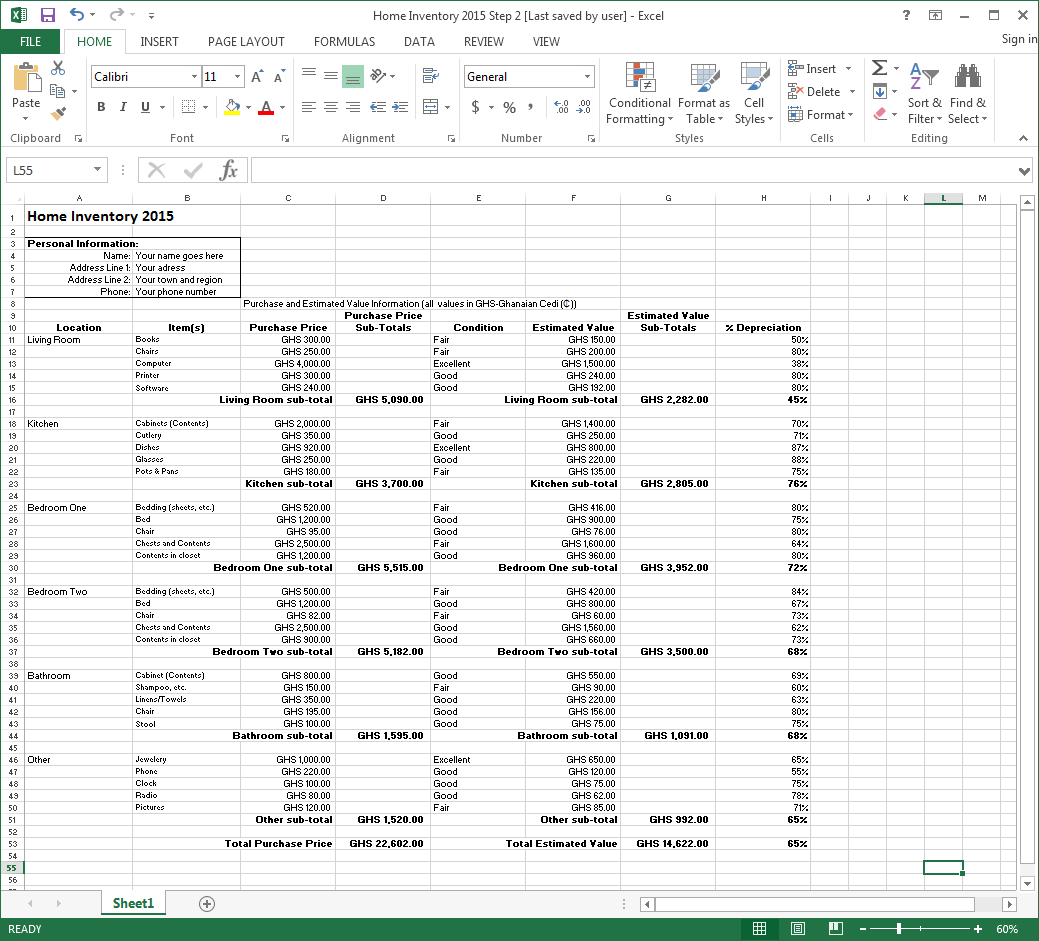 Home Inventory 2015 Step 2 [Last saved by user] - Excel
FILE HOME INSERT PAGE LAYOUT FORMULAS DATA REVIEW VIEW Sign in
Calibri 11 General
Paste
B I U A $ % ,
Conditional Formatting Format as Table Cell Styles
Insert
Delete
Format
Sort & Filter Find & Select
Clipboard Font Alignment Number Styles Cells Editing
L55 fx
A B C D E F G H I J K L M
1 Home Inventory 2015
2
3 Personal Information:
4 Name: Your name goes here
5 Address Line 1: Your adress
6 Address Line 2: Your town and region
7 Phone: Your phone number
8 Purchase and Estimated Value Information (all values in GHS-Ghanaian Cedi (₵))
9 Purchase Price Estimated Value
10 Location Item(s) Purchase Price Sub-Totals Condition Estimated Value Sub-Totals % Depreciation
11 Living Room Books GHS 300.00 Fair GHS 150.00 50%
12 Chairs GHS 250.00 Fair GHS 200.00 80%
13 Computer GHS 4,000.00 Excellent GHS 1,500.00 38%
14 Printer GHS 300.00 Good GHS 240.00 80%
15 Software GHS 240.00 Good GHS 192.00 80%
16 Living Room sub-total GHS 5,090.00 Living Room sub-total GHS 2,282.00 45%
17
18 Kitchen Cabinets (Contents) GHS 2,000.00 Fair GHS 1,400.00 70%
19 Cutlery GHS 350.00 Good GHS 250.00 71%
20 Dishes GHS 920.00 Excellent GHS 800.00 87%
21 Glasses GHS 250.00 Good GHS 220.00 88%
22 Pots & Pans GHS 180.00 Fair GHS 135.00 75%
23 Kitchen sub-total GHS 3,700.00 Kitchen sub-total GHS 2,805.00 76%
24
25 Bedroom One Bedding (sheets, etc.) GHS 520.00 Fair GHS 416.00 80%
26 Bed GHS 1,200.00 Good GHS 900.00 75%
27 Chair GHS 95.00 Good GHS 76.00 80%
28 Chests and Contents GHS 2,500.00 Fair GHS 1,600.00 64%
29 Contents in closet GHS 1,200.00 Good GHS 960.00 80%
30 Bedroom One sub-total GHS 5,515.00 Bedroom One sub-total GHS 3,952.00 72%
31
32 Bedroom Two Bedding (sheets, etc.) GHS 500.00 Fair GHS 420.00 84%
33 Bed GHS 1,200.00 Good GHS 800.00 67%
34 Chair GHS 82.00 Fair GHS 60.00 73%
35 Chests and Contents GHS 2,500.00 Good GHS 1,560.00 62%
36 Contents in closet GHS 900.00 Good GHS 660.00 73%
37 Bedroom Two sub-total GHS 5,182.00 Bedroom Two sub-total GHS 3,500.00 68%
38
39 Bathroom Cabinet (Contents) GHS 800.00 Good GHS 550.00 69%
40 Shampoo, etc. GHS 150.00 Fair GHS 90.00 60%
41 Linens/Towels GHS 350.00 Good GHS 220.00 63%
42 Chair GHS 195.00 Good GHS 156.00 80%
43 Stool GHS 100.00 Good GHS 75.00 75%
44 Bathroom sub-total GHS 1,595.00 Bathroom sub-total GHS 1,091.00 68%
45
46 Other Jewelery GHS 1,000.00 Excellent GHS 650.00 65%
47 Phone GHS 220.00 Good GHS 120.00 55%
48 Clock GHS 100.00 Good GHS 75.00 75%
49 Radio GHS 80.00 Good GHS 62.00 78%
50 Pictures GHS 120.00 Fair GHS 85.00 71%
51 Other sub-total GHS 1,520.00 Other sub-total GHS 992.00 65%
52
53 Total Purchase Price GHS 22,602.00 Total Estimated Value GHS 14,622.00 65%
54
55
56
Sheet1
READY 60%